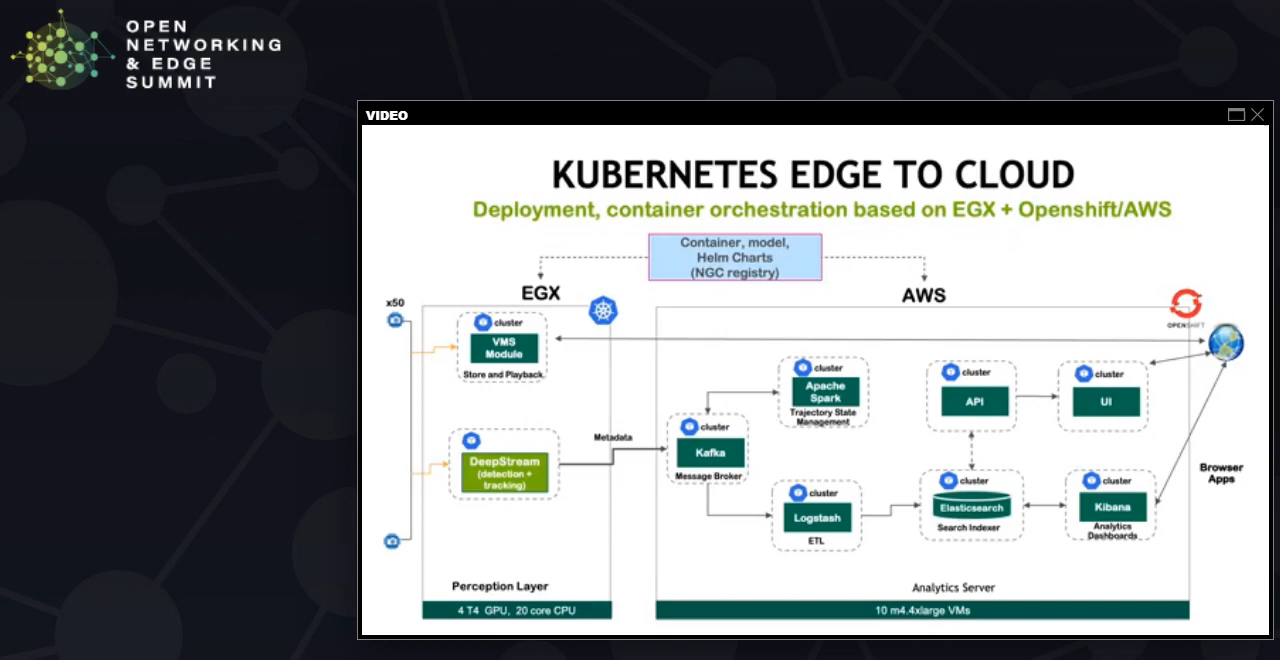 OPEN
NETWORKING
& EDGE
SUMMIT
VIDEO
KUBERNETES EDGE TO CLOUD
Deployment, container orchestration based on EGX + Openshift/AWS
Container, model,
Helm Charts
(NGC registry)
EGX
AWS
x50
OPENSHIFT
cluster
VMS
Module
Store and Playback
cluster
Apache
Spark
Trajectory State
Management
cluster
API
cluster
UI
Metadata
cluster
Kafka
Message Broker
DeepStream
(detection +
tracking)
Browser
Apps
cluster
Logstash
ETL
cluster
Elasticsearch
Search Indexer
cluster
Kibana
Analytics
Dashboards
Perception Layer
Analytics Server
4 T4 GPU, 20 core CPU
10 m4.4xlarge VMs